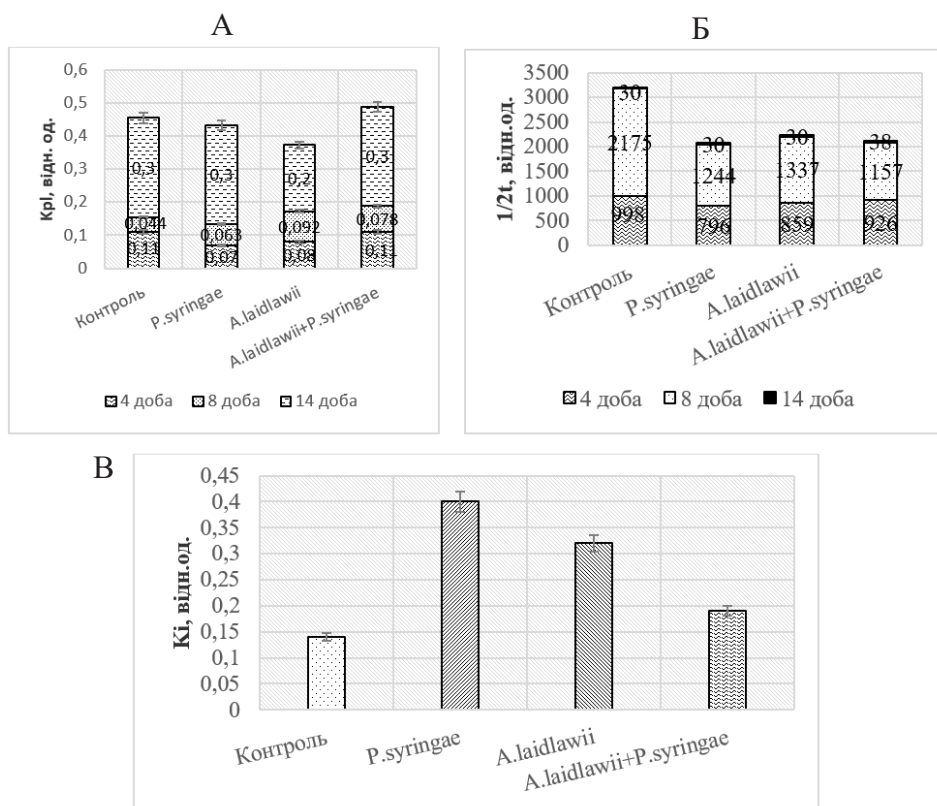 А
Б
0,6
0,5
0,4
0,3
0,2
0,1
0
Kpl, відн. од.
0,3
0,3
0,2
0,3
0,044
0,063
0,092
0,078
0,11
0,07
0,08
0,11
Контроль
P.syringae
A.laidlawii
A.laidlawii+P.syringae
4 доба 8 доба 14 доба
3500
3000
2500
2000
1500
1000
500
0
1/2t, відн.од.
30
30
30
38
2175
1244
1337
1157
998
796
859
926
Контроль
P.syringae
A.laidlawii
A.laidlawii+P.syringae
4 доба 8 доба 14 доба
В
0,45
0,4
0,35
0,3
0,25
0,2
0,15
0,1
0,05
0
Ki, відн.од.
Контроль
P.syringae
A.laidlawii
A.laidlawii+P.syringae